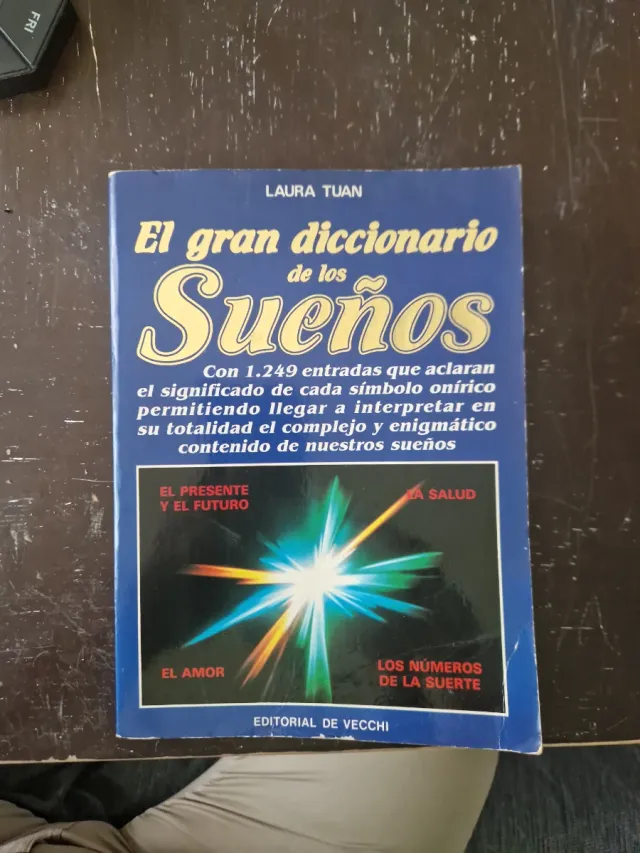 FRI
LAURA TUAN
El gran diccionario
de los
Sueños
Con 1.249 entradas que aclaran
el significado de cada símbolo onírico
permitiendo llegar a interpretar en
su totalidad el complejo y enigmático
contenido de nuestros sueños
EL PRESENTE
Y EL FUTURO
LA SALUD
EL AMOR
LOS NÚMEROS
DE LA SUERTE
EDITORIAL DE VECCHI